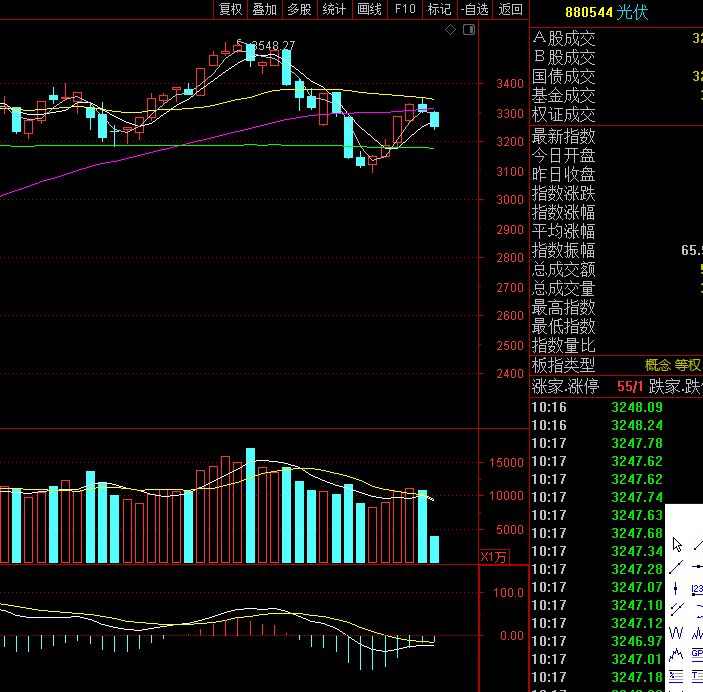 复权 叠加 多股 统计 画线 F10 标记 -自选 返回
880544 光伏
3548.27
3400
3300
3200
3100
3000
2900
2800
2700
2600
2500
2400
15000
10000
5000
X1万
100.0
0.00
A股成交
B股成交
国债成交
基金成交
权证成交
最新指数
今日开盘
昨日收盘
指数涨跌
指数涨幅
平均涨幅
指数振幅 65.9
总成交额
总成交量
最高指数
最低指数
指数量比
板指类型 概念 等权
涨家.涨停 55/1 跌家.跌
10:16 3248.09
10:16 3248.24
10:17 3247.78
10:17 3247.62
10:17 3247.62
10:17 3247.74
10:17 3247.63
10:17 3247.68
10:17 3247.34
10:17 3247.28
10:17 3247.07
10:17 3247.10
10:17 3247.12
10:17 3246.97
10:17 3247.01
10:17 3247.18
123
GP